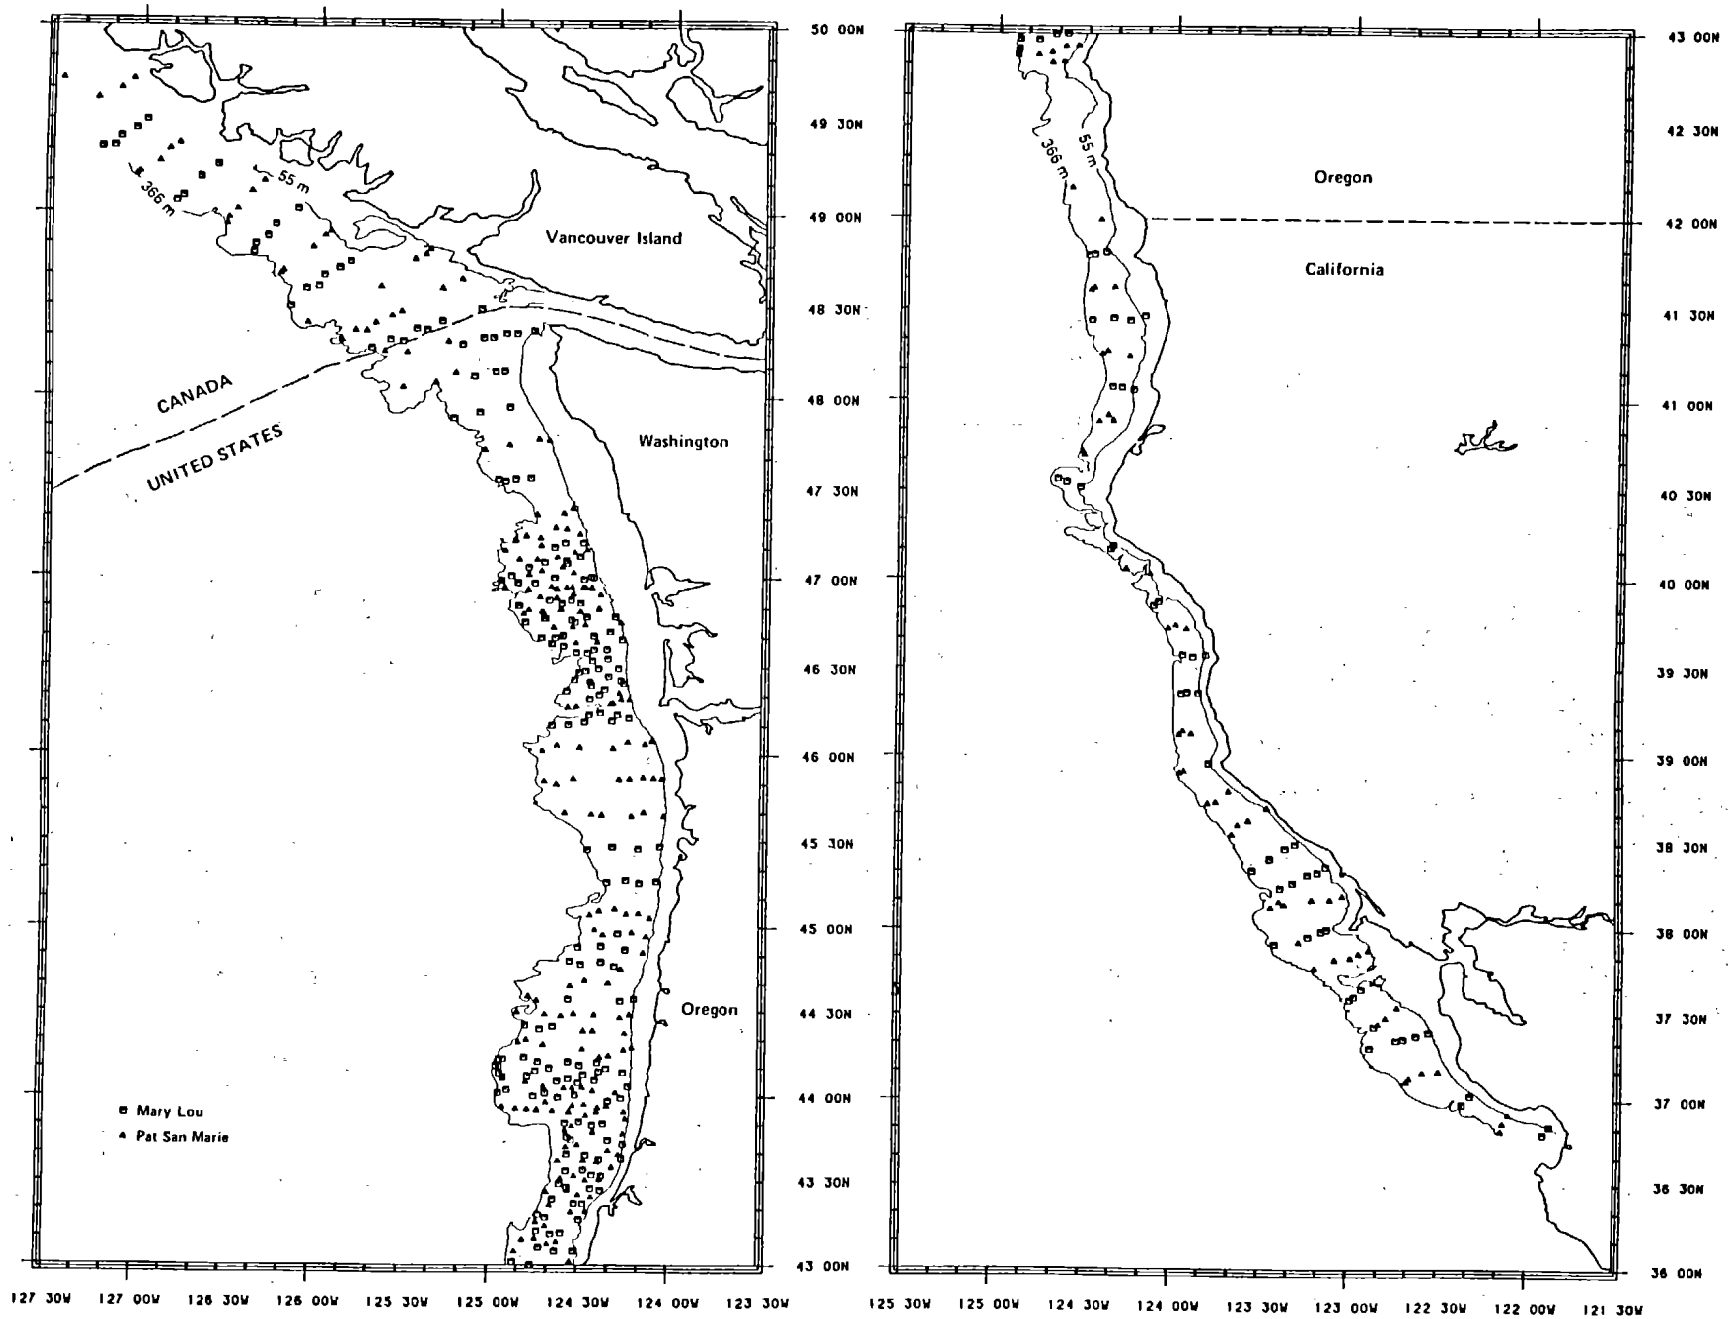 50 00N
49 30N
49 00N
48 30N
48 00N
47 30N
47 00N
46 30N
46 00N
45 30N
45 00N
44 30N
44 00N
43 30N
43 00N
366 m
55 m
Vancouver Island
CANADA
UNITED STATES
Washington
Oregon
Mary Lou
Pat San Marie
127 30W 127 00W 126 30W 126 00W 125 30W 125 00W 124 30W 124 00W 123 30W
43 00N
42 30N
42 00N
41 30N
41 00N
40 30N
40 00N
39 30N
39 00N
38 30N
38 00N
37 30N
37 00N
36 30N
36 00N
366 m
55 m
Oregon
California
125 30W 125 00W 124 30W 124 00W 123 30W 123 00W 122 30W 122 00W 121 30W